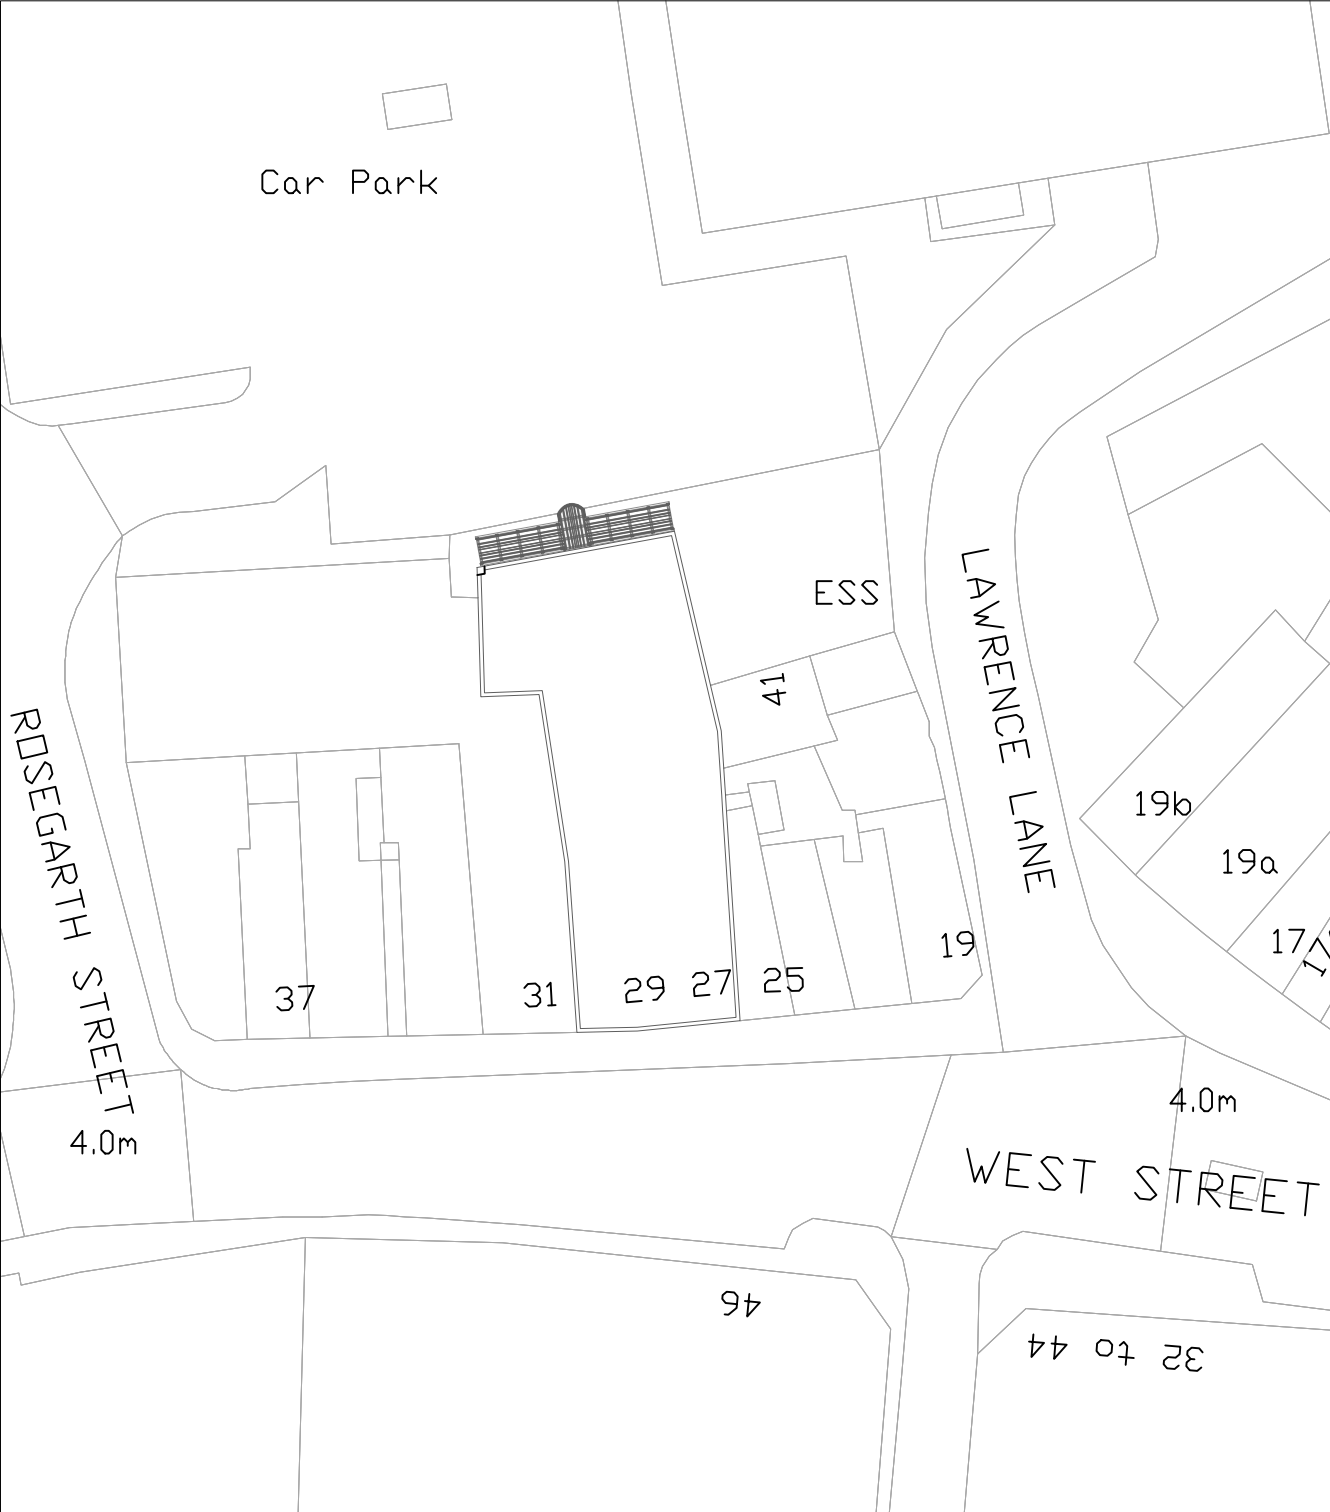 Car Park
ESS
41
LAWRENCE LANE
ROSEGARTH STREET
19b
19a
17
17
37
31
29
27
25
19
4.0m
4.0m
WEST STREET
46
32 to 44